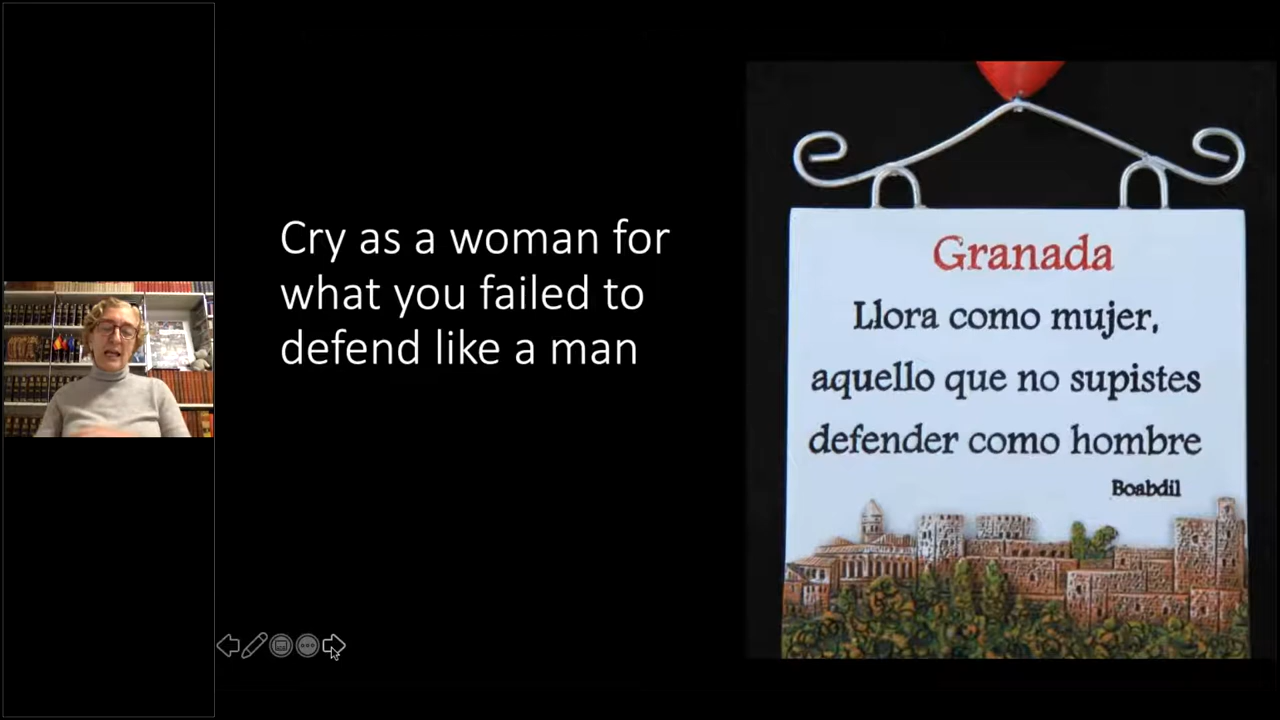 Cry as a woman for
what you failed to
defend like a man
Granada
Llora como mujer,
aquello que no supistes
defender como hombre
Boabdil